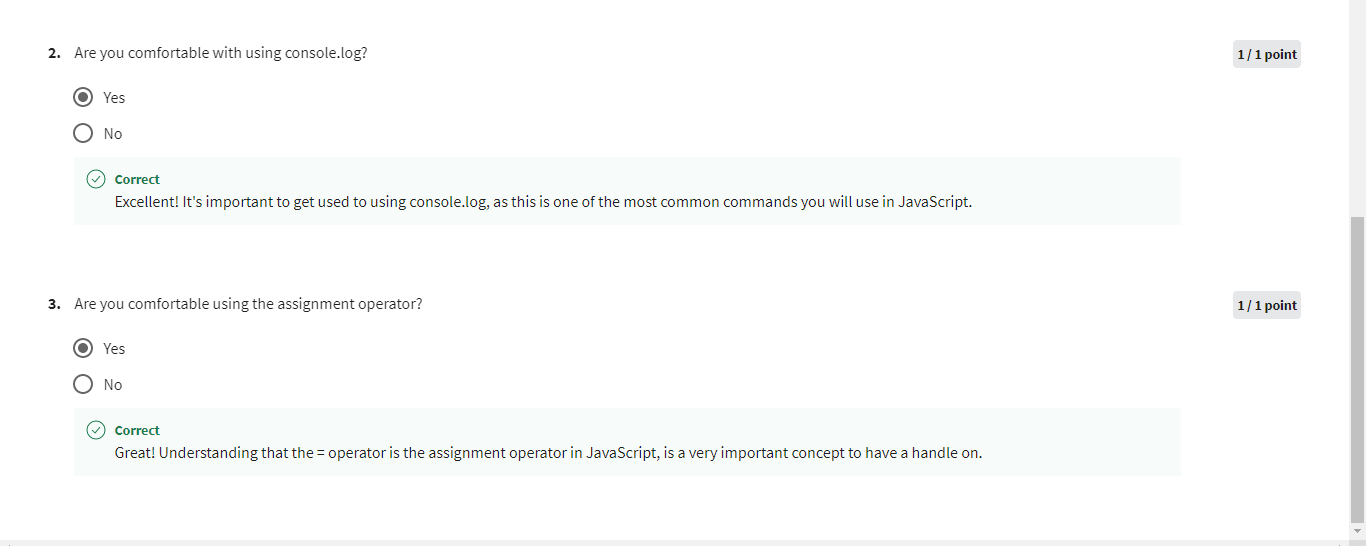 2. Are you comfortable with using console.log?
1 / 1 point
Yes
No
Correct
Excellent! It's important to get used to using console.log, as this is one of the most common commands you will use in JavaScript.
3. Are you comfortable using the assignment operator?
1 / 1 point
Yes
No
Correct
Great! Understanding that the = operator is the assignment operator in JavaScript, is a very important concept to have a handle on.